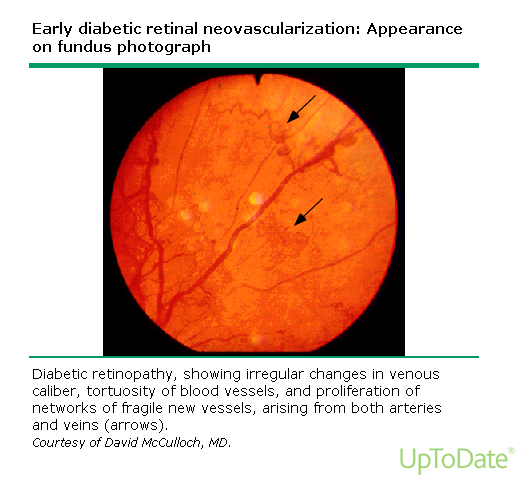 Early diabetic retinal neovascularization: Appearance
on fundus photograph
Diabetic retinopathy, showing irregular changes in venous
caliber, tortuosity of blood vessels, and proliferation of
networks of fragile new vessels, arising from both arteries
and veins (arrows).
Courtesy of David McCulloch, MD.
UpToDate®